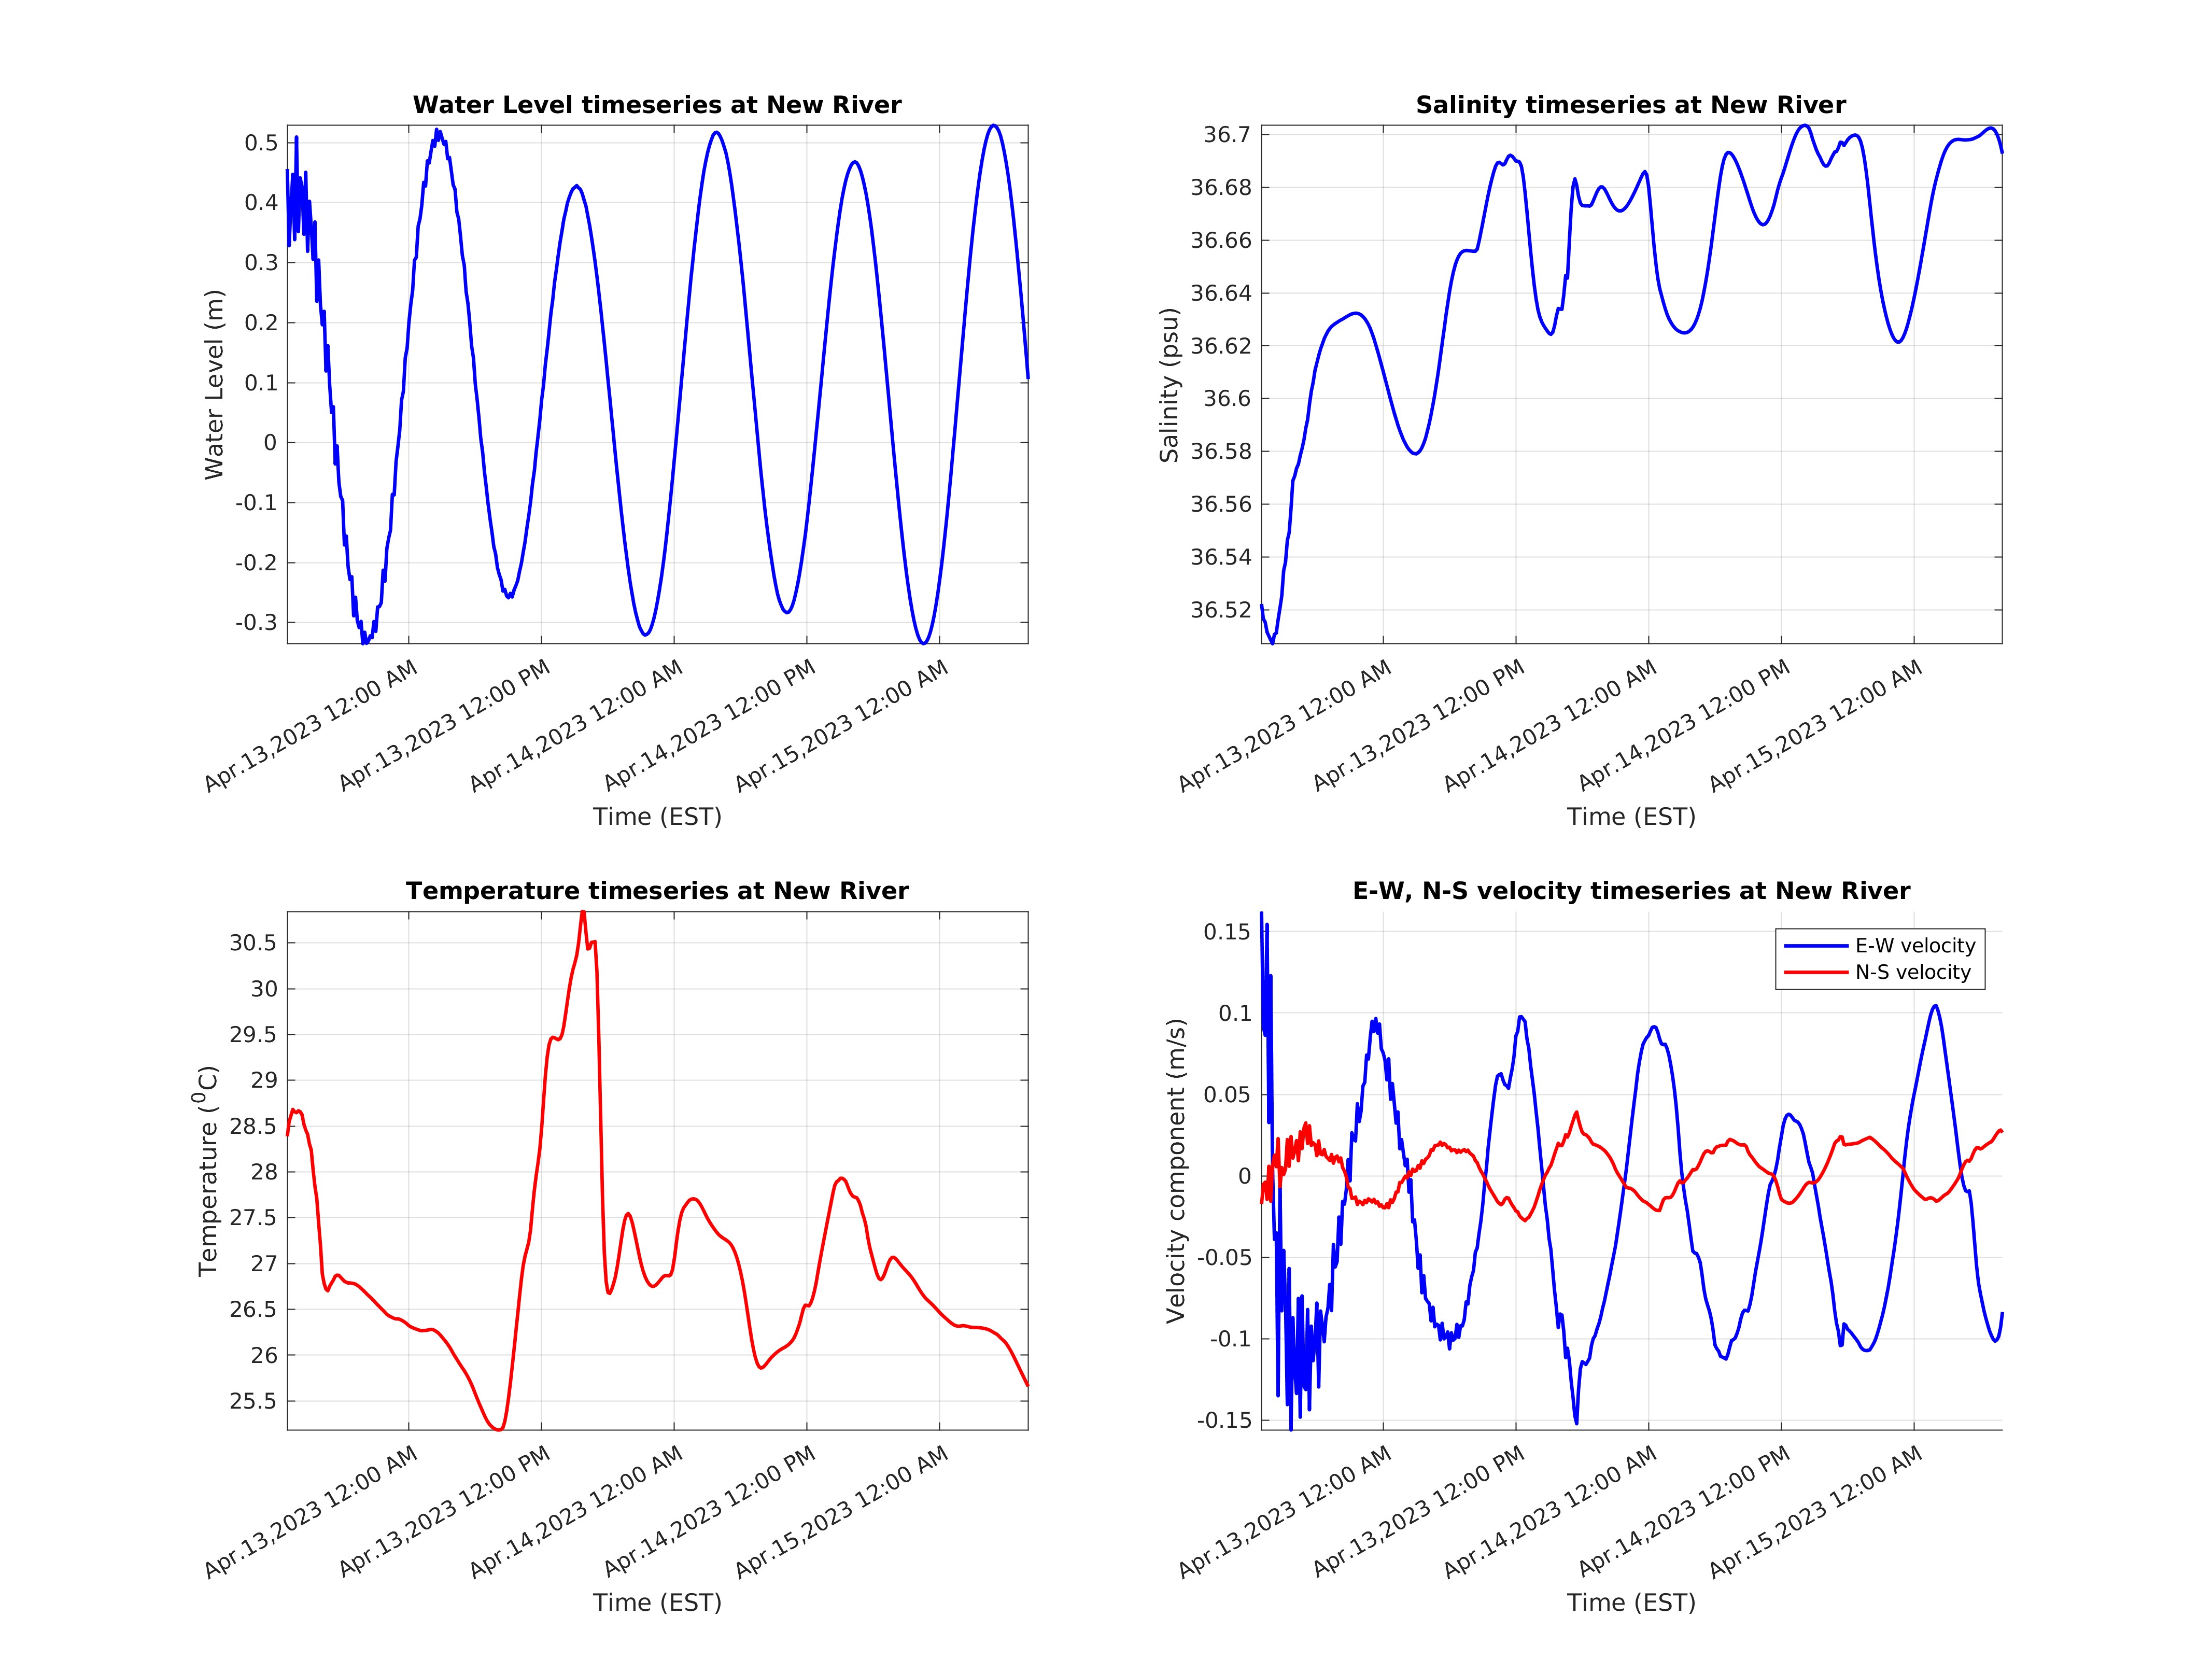 Water Level timeseries at New River
Water Level (m)
0.5
0.4
0.3
0.2
0.1
0
-0.1
-0.2
-0.3
Apr.13,2023 12:00 AM
Apr.13,2023 12:00 PM
Apr.14,2023 12:00 AM
Apr.14,2023 12:00 PM
Apr.15,2023 12:00 AM
Time (EST)
Salinity timeseries at New River
Salinity (psu)
36.7
36.68
36.66
36.64
36.62
36.6
36.58
36.56
36.54
36.52
Apr.13,2023 12:00 AM
Apr.13,2023 12:00 PM
Apr.14,2023 12:00 AM
Apr.14,2023 12:00 PM
Apr.15,2023 12:00 AM
Time (EST)
Temperature timeseries at New River
Temperature (⁰C)
30.5
30
29.5
29
28.5
28
27.5
27
26.5
26
25.5
Apr.13,2023 12:00 AM
Apr.13,2023 12:00 PM
Apr.14,2023 12:00 AM
Apr.14,2023 12:00 PM
Apr.15,2023 12:00 AM
Time (EST)
E-W, N-S velocity timeseries at New River
Velocity component (m/s)
0.15
0.1
0.05
0
-0.05
-0.1
-0.15
E-W velocity
N-S velocity
Apr.13,2023 12:00 AM
Apr.13,2023 12:00 PM
Apr.14,2023 12:00 AM
Apr.14,2023 12:00 PM
Apr.15,2023 12:00 AM
Time (EST)